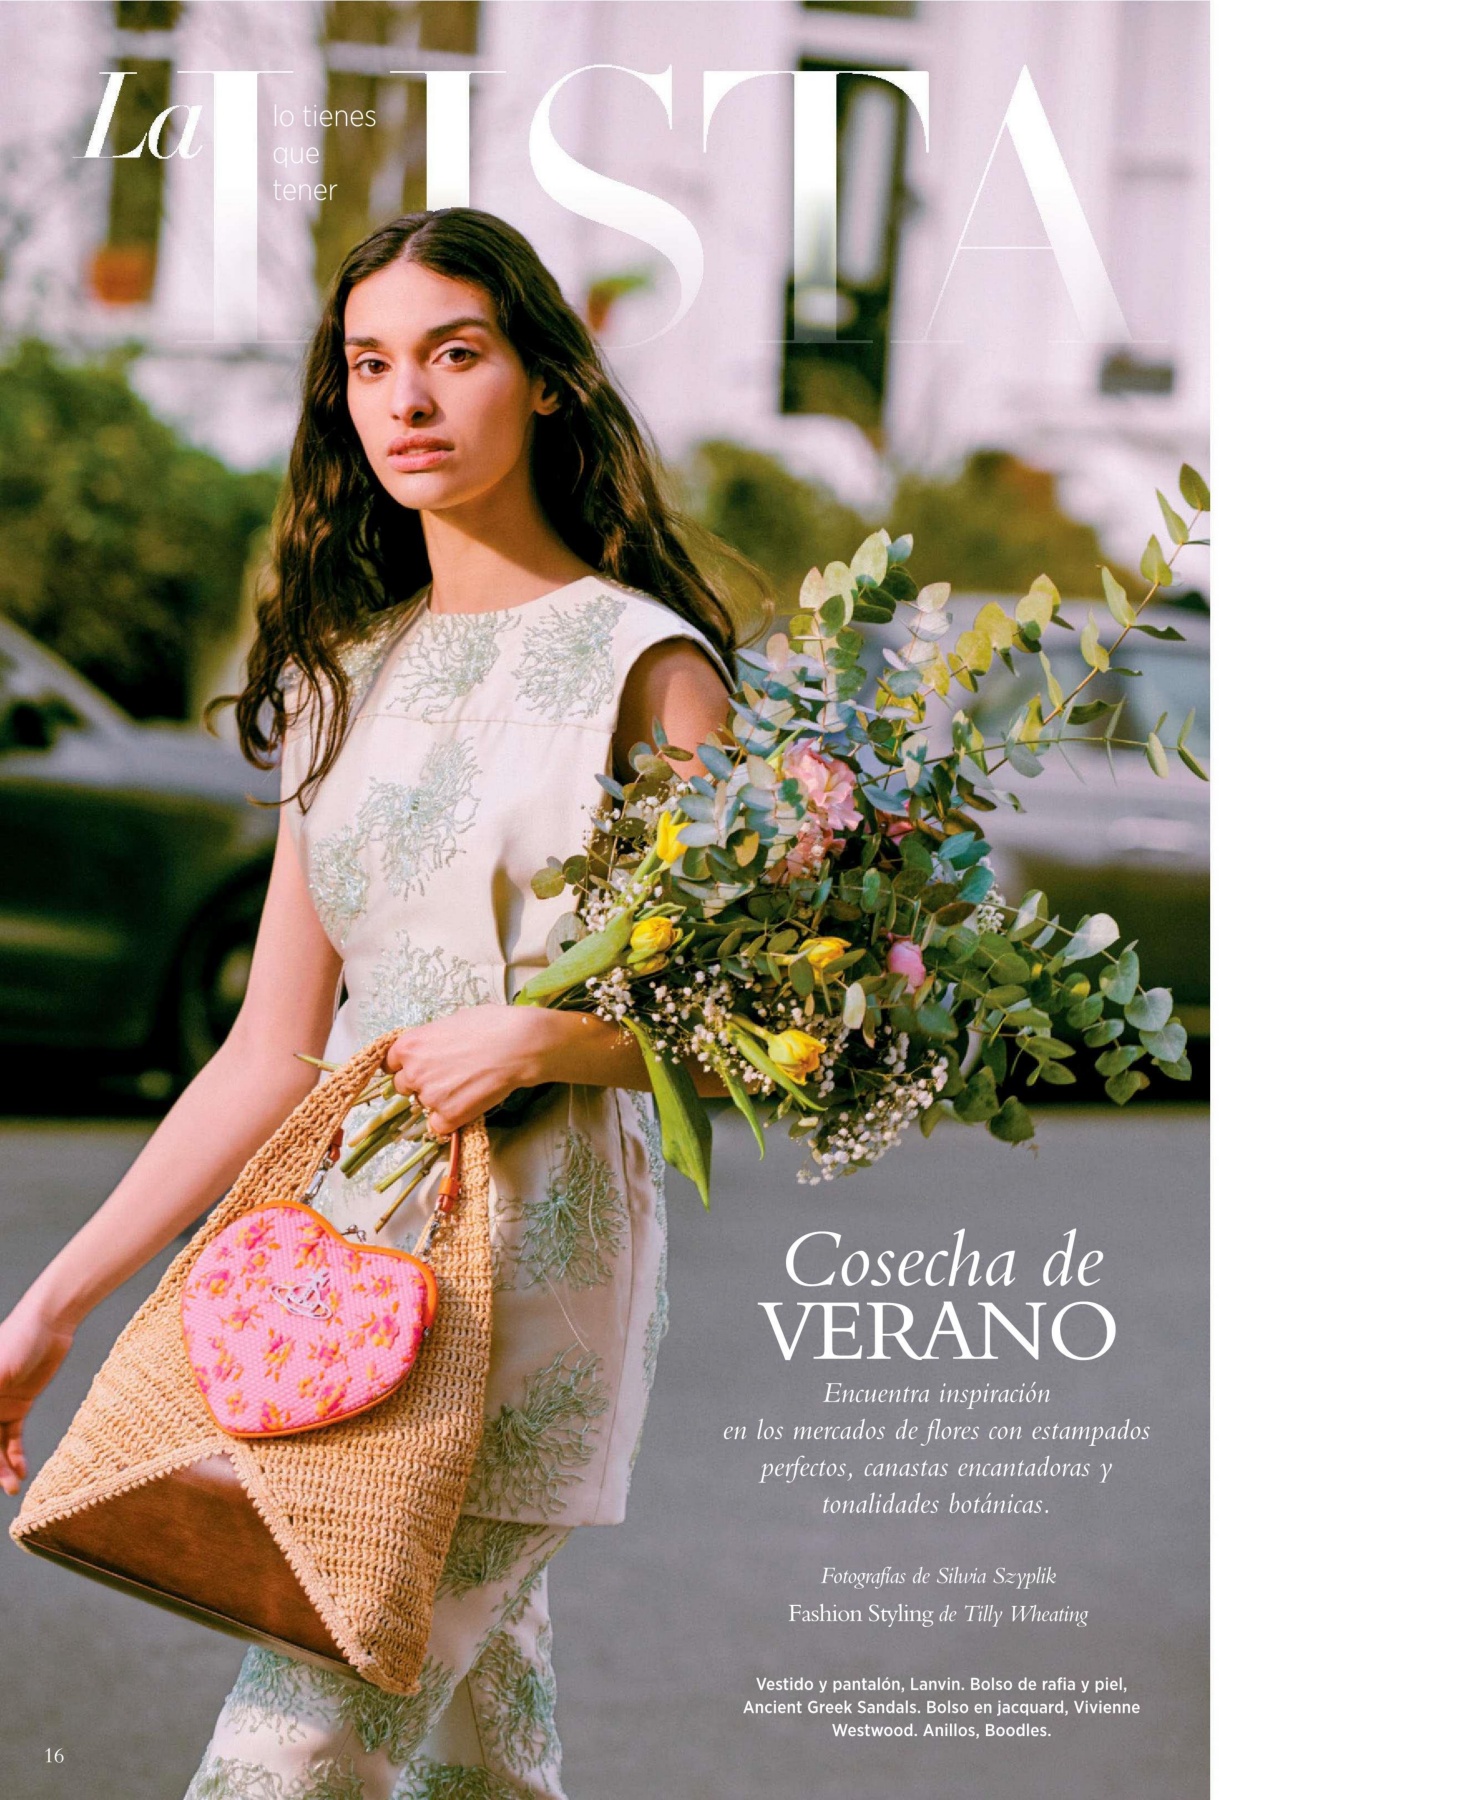 La LISTA
lo tienes
que
tener
Cosecha de
VERANO
Encuentra inspiración
en los mercados de flores con estampados
perfectos, canastas encantadoras y
tonalidades botánicas.
Fotografías de Silwia Szyplik
Fashion Styling de Tilly Wheating
Vestido y pantalón, Lanvin. Bolso de rafia y piel,
Ancient Greek Sandals. Bolso en jacquard, Vivienne
Westwood. Anillos, Boodles.
16